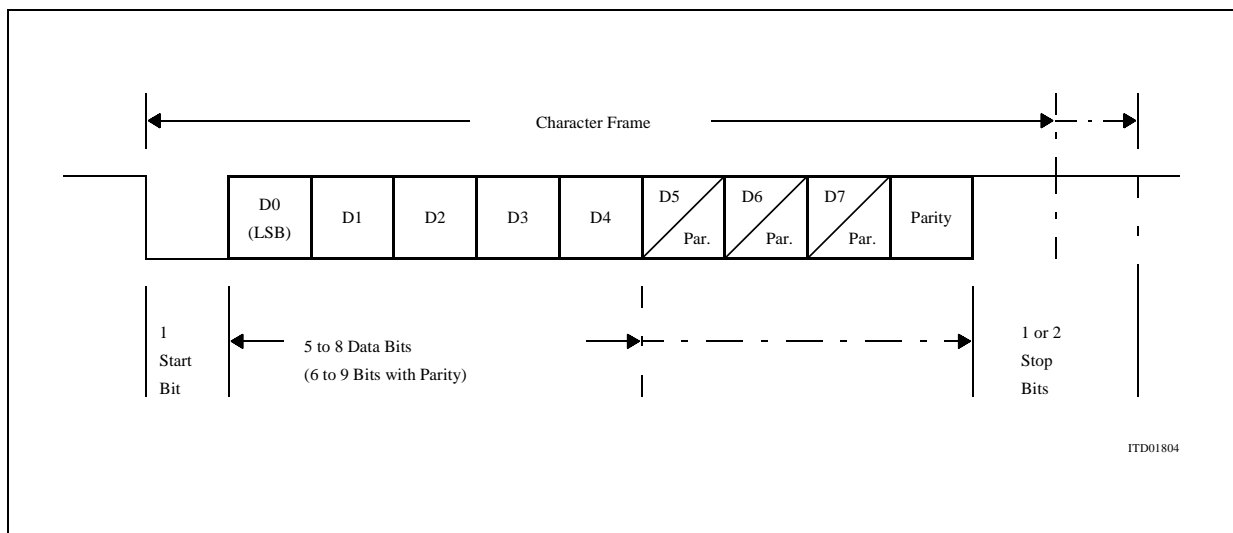 Character Frame
D0
(LSB)
D1
D2
D3
D4
D5
Par.
D6
Par.
D7
Par.
Parity
1
Start
Bit
5 to 8 Data Bits
(6 to 9 Bits with Parity)
1 or 2
Stop
Bits
ITD01804